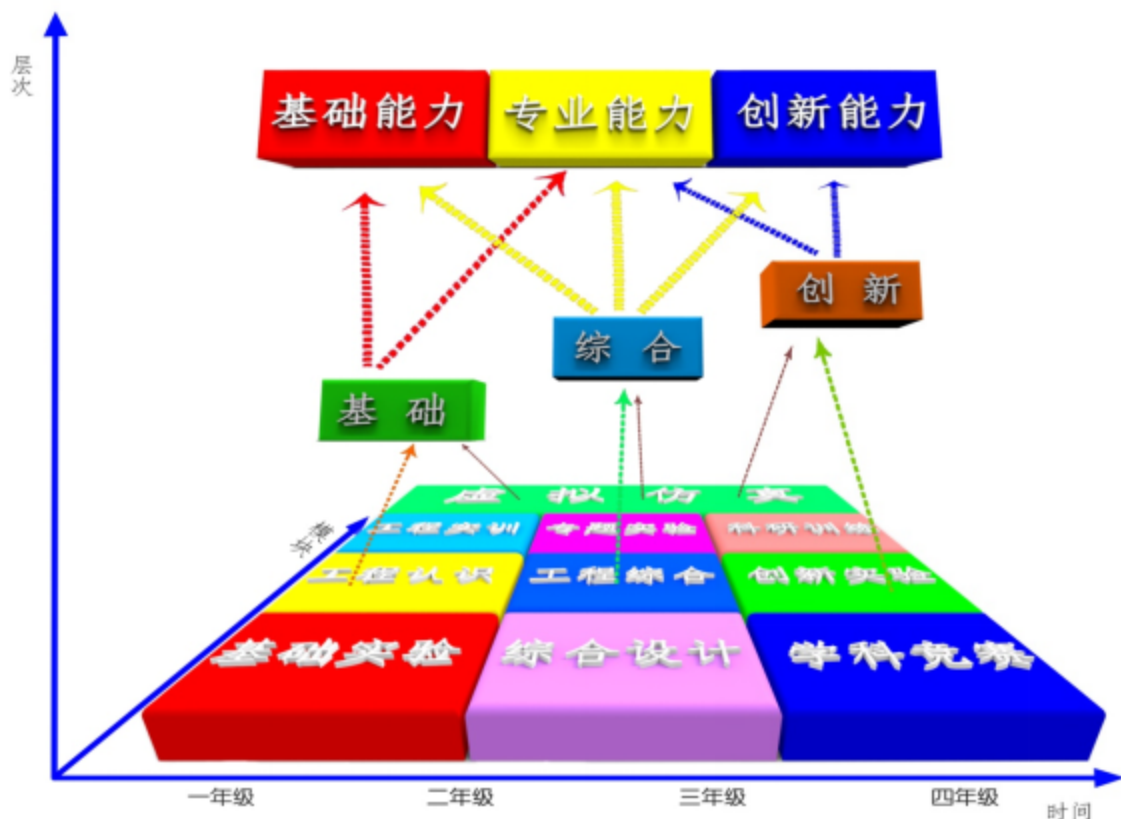 层次
基础能力 专业能力 创新能力
创新
综合
基础
虚拟仿真
模块
工程实训 专题实验 科研训练
工程认识 工程综合 创新实验
基础实验 综合设计 学科竞赛
一年级 二年级 三年级 四年级
时间